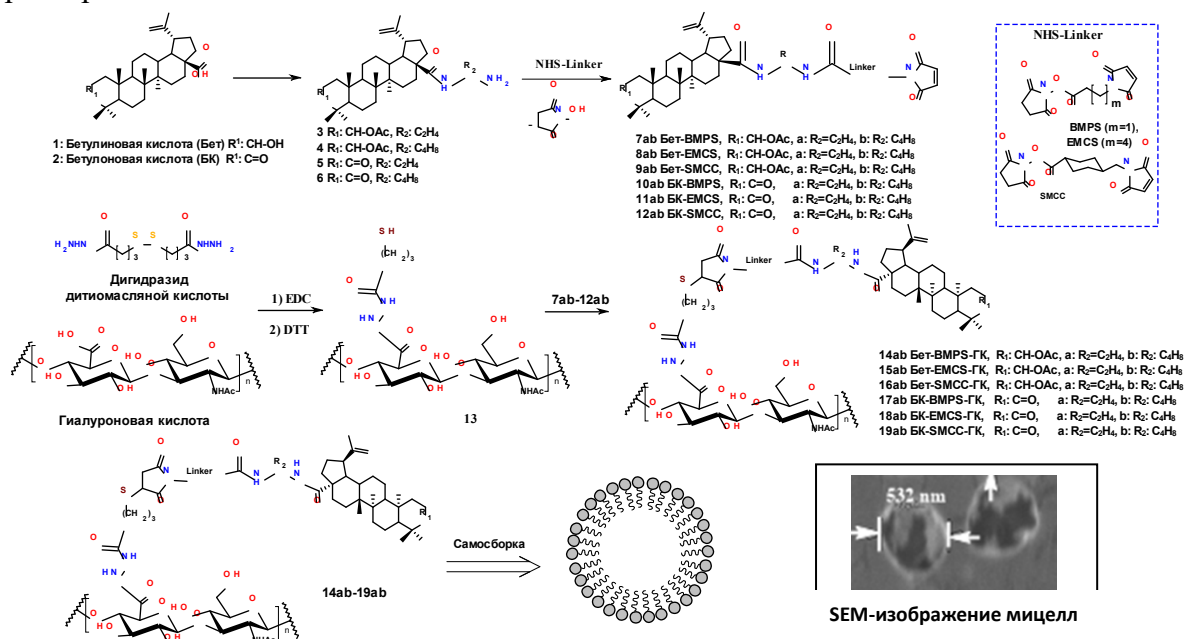 NHS-Linker
NHS-Linker
1: Бетулиновая кислота (Бет) R¹: CH-OH
2: Бетулоновая кислота (БК) R¹: C=O
3 R₁: CH-OAc, R₂: C₂H₄
4 R₁: CH-OAc, R₂: C₄H₈
5 R₁: C=O, R₂: C₂H₄
6 R₁: C=O, R₂: C₄H₈
Linker
7ab Бет-BMPS, R₁: CH-OAc, a: R₂=C₂H₄, b: R₂: C₄H₈
8ab Бет-EMCS, R₁: CH-OAc, a: R₂=C₂H₄, b: R₂: C₄H₈
9ab Бет-SMCC, R₁: CH-OAc, a: R₂=C₂H₄, b: R₂: C₄H₈
10ab БК-BMPS, R₁: C=O, a: R₂=C₂H₄, b: R₂: C₄H₈
11ab БК-EMCS, R₁: C=O, a: R₂=C₂H₄, b: R₂: C₄H₈
12ab БК-SMCC, R₁: C=O, a: R₂=C₂H₄, b: R₂: C₄H₈
BMPS (m=1),
EMCS (m=4)
SMCC
Дигидразид
дитиомасляной кислоты
1) EDC
2) DTT
7ab-12ab
Linker
Гиалуроновая кислота
13
14ab Бет-BMPS-ГК, R₁: CH-OAc, a: R₂=C₂H₄, b: R₂: C₄H₈
15ab Бет-EMCS-ГК, R₁: CH-OAc, a: R₂=C₂H₄, b: R₂: C₄H₈
16ab Бет-SMCC-ГК, R₁: CH-OAc, a: R₂=C₂H₄, b: R₂: C₄H₈
17ab БК-BMPS-ГК, R₁: C=O, a: R₂=C₂H₄, b: R₂: C₄H₈
18ab БК-EMCS-ГК, R₁: C=O, a: R₂=C₂H₄, b: R₂: C₄H₈
19ab БК-SMCC-ГК, R₁: C=O, a: R₂=C₂H₄, b: R₂: C₄H₈
Linker
14ab-19ab
Самосборка
532 nm
SEM-изображение мицелл